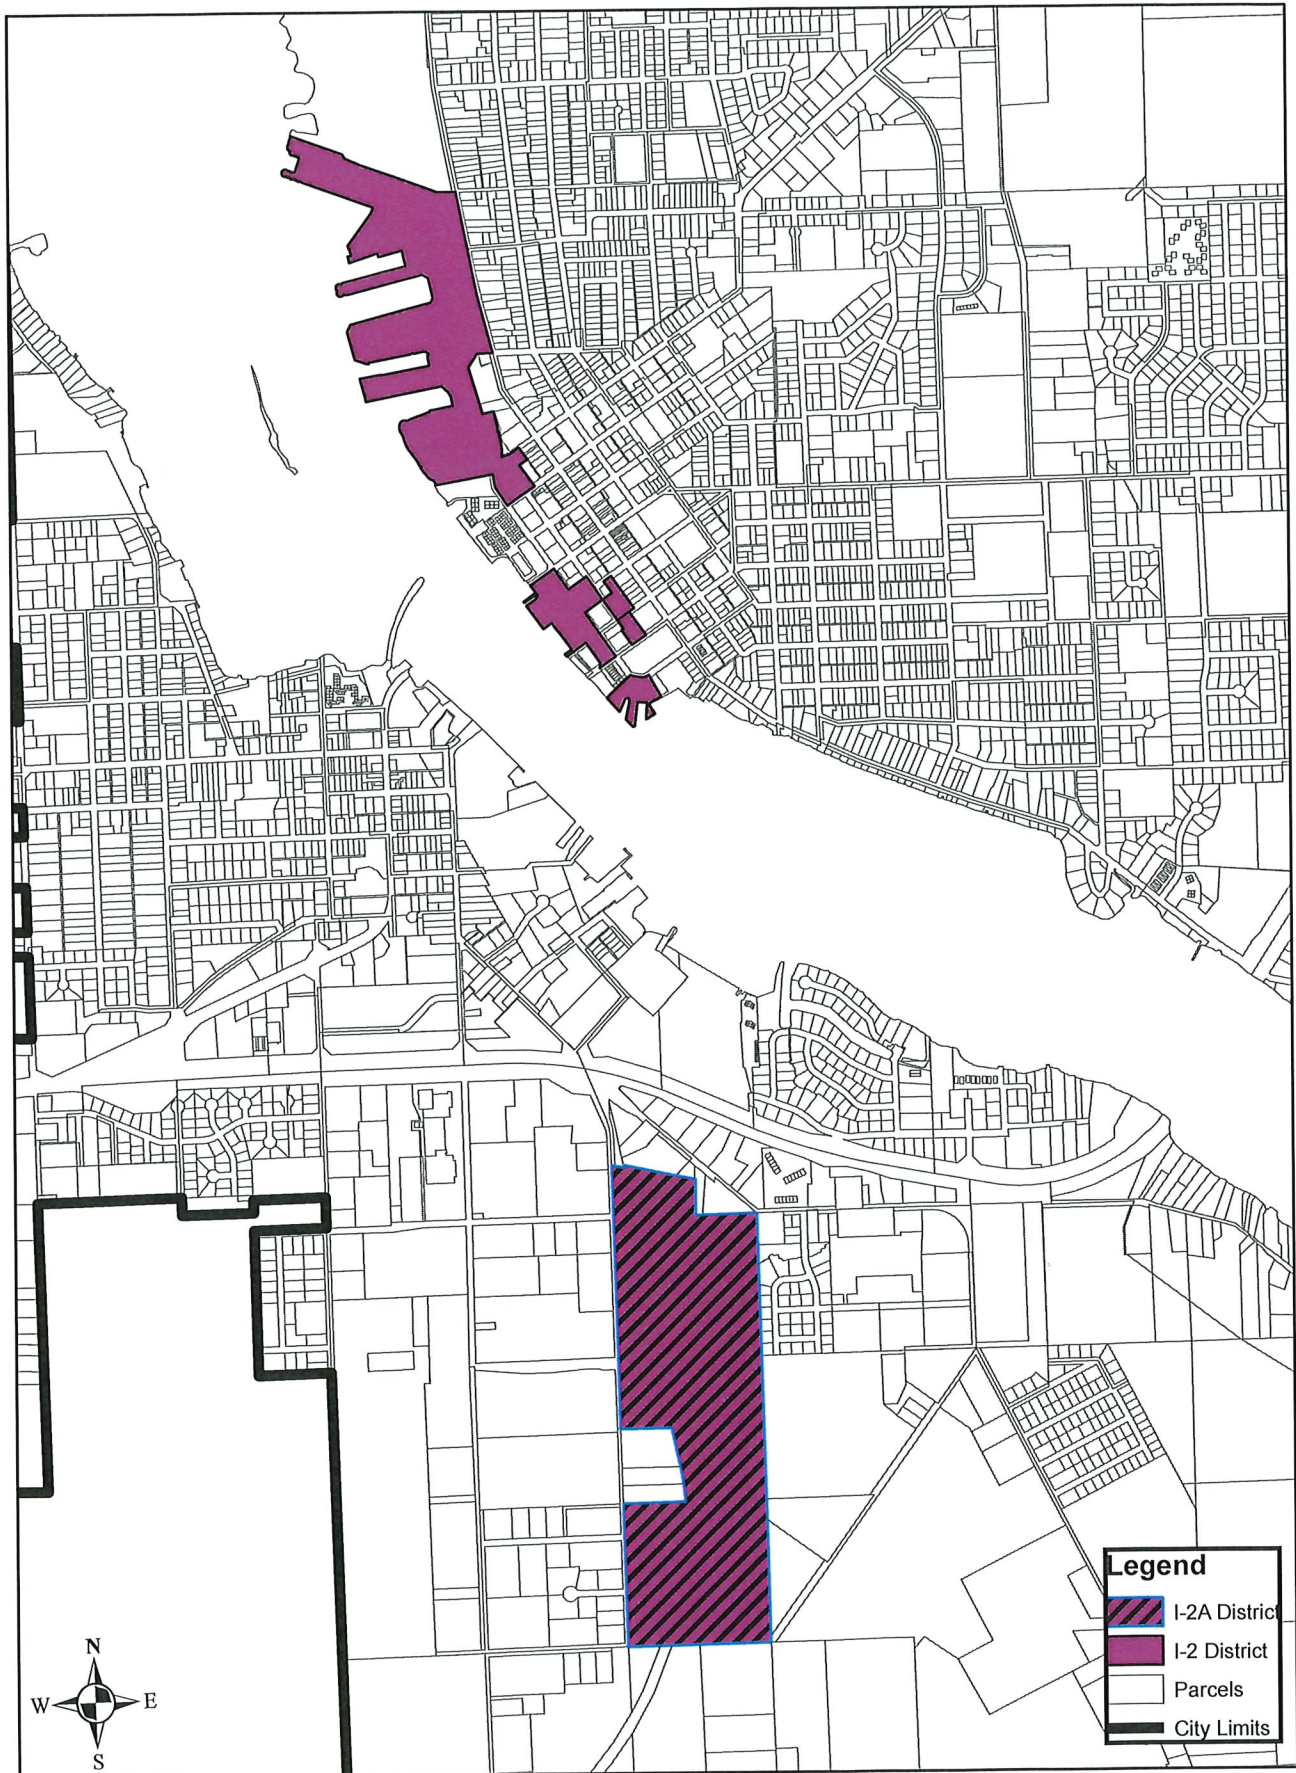 Legend
I-2A District
I-2 District
Parcels
City Limits
N
W E
S